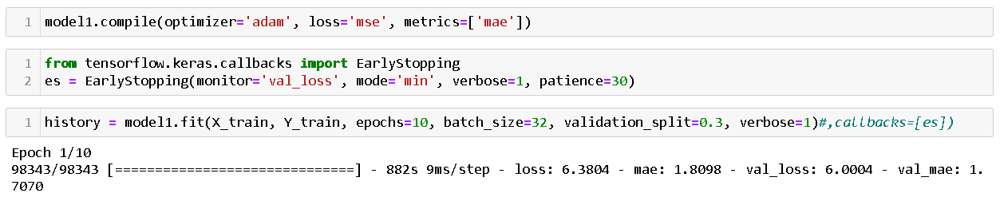 1 model1.compile(optimizer='adam', loss='mse', metrics=['mae'])
1 from tensorflow.keras.callbacks import EarlyStopping
2 es = EarlyStopping(monitor='val_loss', mode='min', verbose=1, patience=30)
1 history = model1.fit(X_train, Y_train, epochs=10, batch_size=32, validation_split=0.3, verbose=1)#,callbacks=[es])
Epoch 1/10
98343/98343 [==============================] - 882s 9ms/step - loss: 6.3804 - mae: 1.8098 - val_loss: 6.0004 - val_mae: 1.
7070